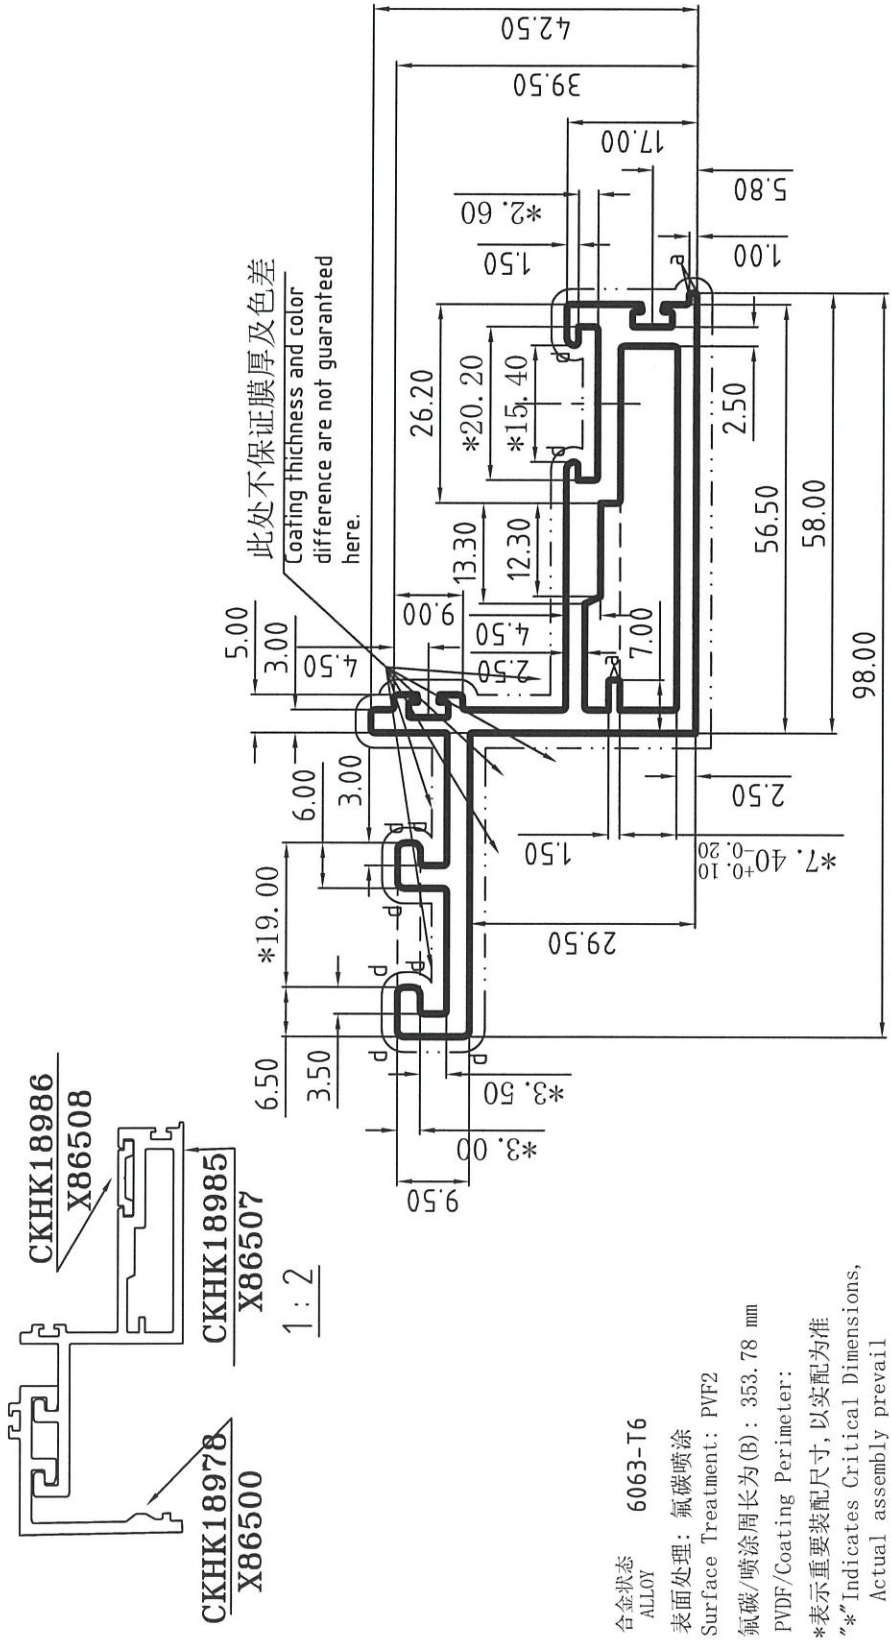 CKHK18986
X86508
CKHK18985
X86507
CKHK18978
X86500
1:2
此处不保证膜厚及色差
Coating thichness and color
difference are not guaranteed
here.
42.50
39.50
17.00
5.80
1.00
*2.60
1.50
26.20
*20.20
*15.40
13.30
12.30
2.50
56.50
58.00
98.00
5.00
3.00
4.50
9.00
4.50
2.50
7.00
6.00
3.00
*19.00
6.50
3.50
*3.50
*3.00
9.50
29.50
1.50
2.50
*7.40+0.10
-0.20
a
a
d
d
d
d
d
d
d
d
d
合金状态 6063-T6
ALLOY
表面处理: 氟碳喷涂
Surface Treatment: PVF2
氟碳/喷涂周长为(B): 353.78 mm
PVDF/Coating Perimeter:
*表示重要装配尺寸,以实配为准
"*"Indicates Critical Dimensions,
Actual assembly prevail